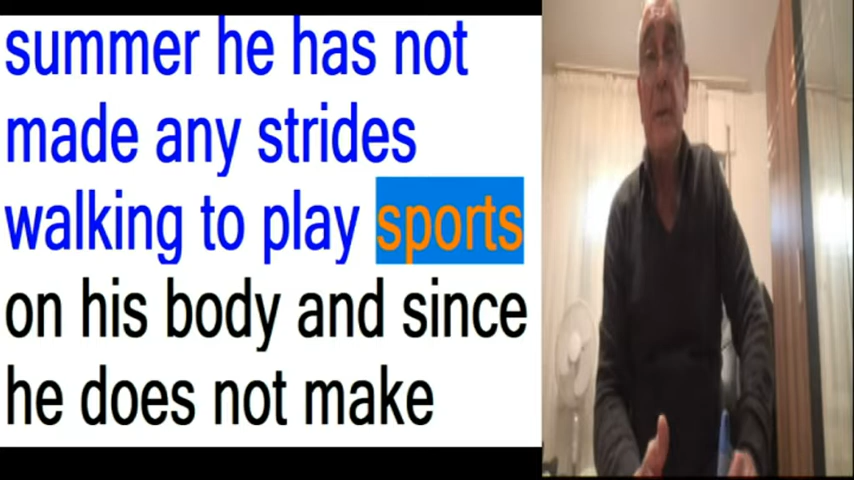 summer he has not
made any strides
walking to play sports
on his body and since
he does not make